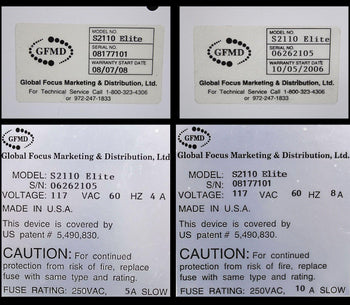 GFMD
MODEL NO.
S2110 Elite
SERIAL NO.
08177101
WARRANTY START DATE
08/07/08
Global Focus Marketing & Distribution, Ltd.
For Technical Service Call 1-800-323-4306
or 972-247-1833
GFMD
MODEL NO.
S2110 Elite
SERIAL NO.
06262105
WARRANTY START DATE
10/05/2006
Global Focus Marketing & Distribution, Ltd.
For Technical Service Call 1-800-323-4306
or 972-247-1833
GFMD
Global Focus Marketing & Distribution, Ltd
MODEL: S2110 Elite
S/N: 06262105
VOLTAGE: 117 VAC 60 HZ 4 A
MADE IN U.S.A.
This device is covered by
US patent # 5,490,830.
CAUTION: For continued
protection from risk of fire, replace
fuse with same type and rating.
FUSE RATING: 250VAC, 5A SLOW
GFMD
Global Focus Marketing & Distribution, Ltd.
MODEL: S2110 Elite
S/N: 08177101
VOLTAGE: 117 VAC 60 HZ 8 A
MADE IN U.S.A.
This device is covered by
US patent # 5,490,830.
CAUTION: For continued
protection from risk of fire, replace
fuse with same type and rating.
FUSE RATING: 250VAC, 10 A SLOW